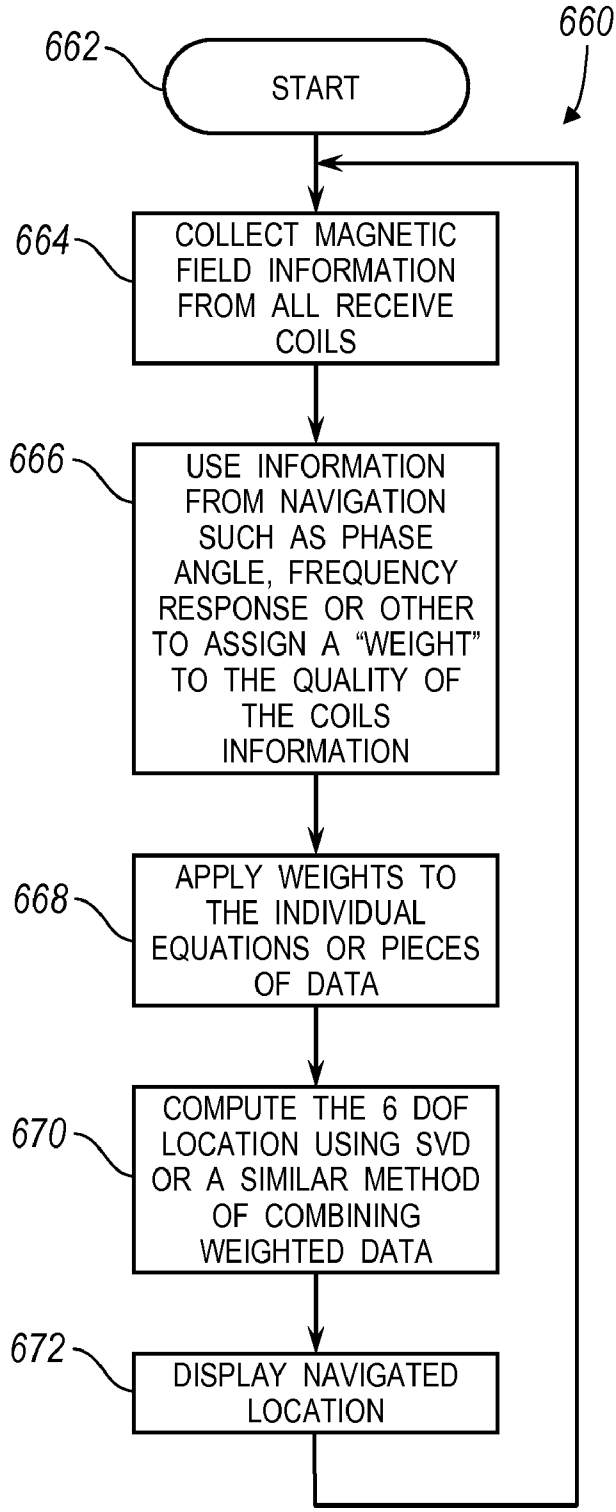 660
662
START
664
COLLECT MAGNETIC
FIELD INFORMATION
FROM ALL RECEIVE
COILS
666
USE INFORMATION
FROM NAVIGATION
SUCH AS PHASE
ANGLE, FREQUENCY
RESPONSE OR OTHER
TO ASSIGN A “WEIGHT”
TO THE QUALITY OF
THE COILS
INFORMATION
668
APPLY WEIGHTS TO
THE INDIVIDUAL
EQUATIONS OR PIECES
OF DATA
670
COMPUTE THE 6 DOF
LOCATION USING SVD
OR A SIMILAR METHOD
OF COMBINING
WEIGHTED DATA
672
DISPLAY NAVIGATED
LOCATION